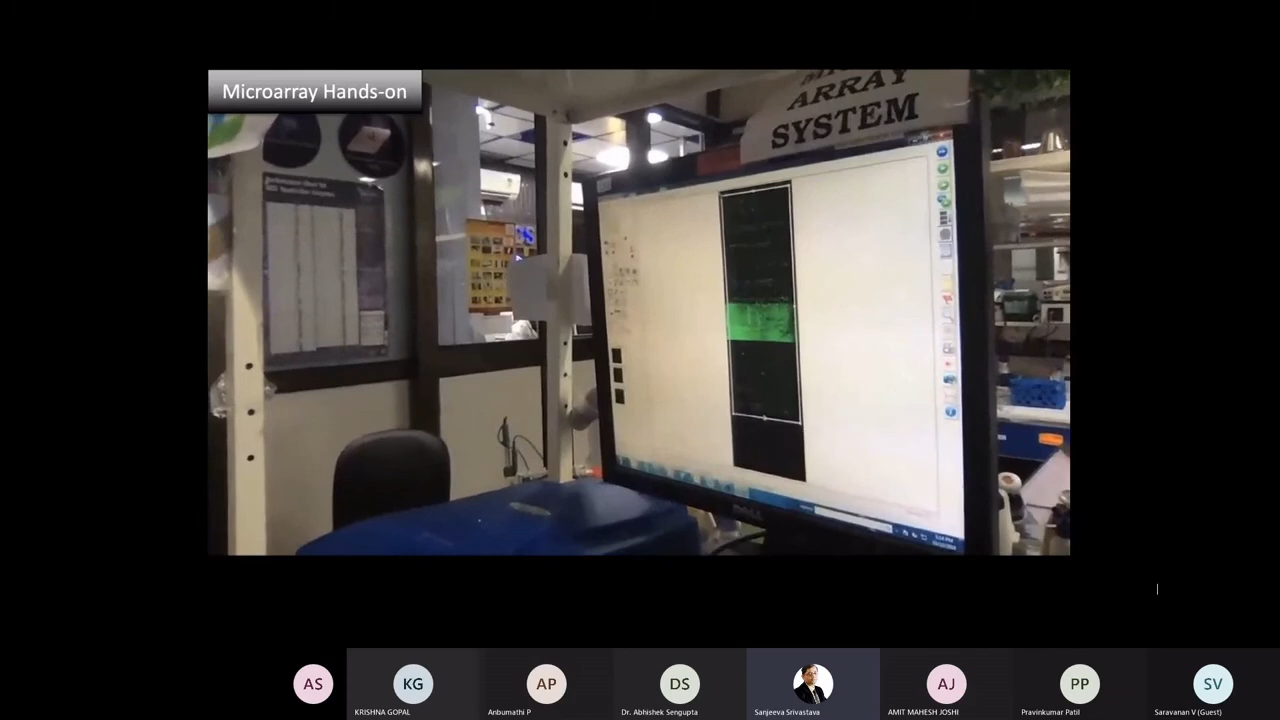 Microarray Hands-on
ARRAY
SYSTEM
DELL
AS
KG
AP
DS
AJ
PP
SV
KRISHNA GOPAL
Anbumathi P
Dr. Abhishek Sengupta
Sanjeeva Srivastava
AMIT MAHESH JOSHI
Pravinkumar Patil
Saravanan V (Guest)